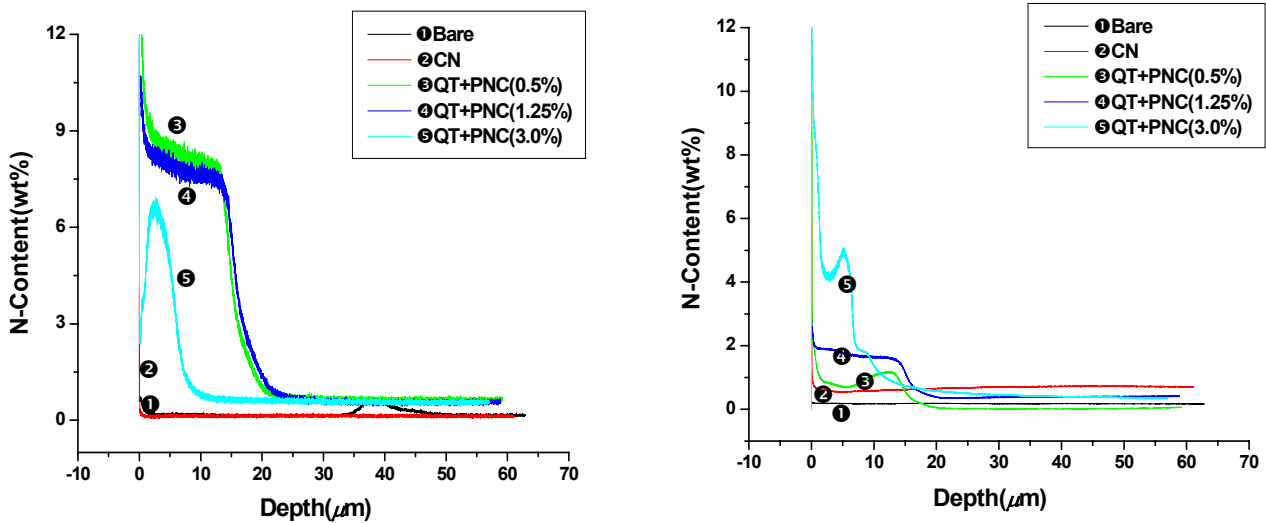 12
9
6
3
0
N-Content(wt%)
❶Bare
❷CN
❸QT+PNC(0.5%)
❹QT+PNC(1.25%)
❺QT+PNC(3.0%)
❸
❹
❺
❷
❶
-10 0 10 20 30 40 50 60 70
Depth(μm)
12
10
8
6
4
2
0
N-Content(wt%)
❶Bare
❷CN
❸QT+PNC(0.5%)
❹QT+PNC(1.25%)
❺QT+PNC(3.0%)
❺
❹
❸
❷
❶
-10 0 10 20 30 40 50 60 70
Depth(μm)